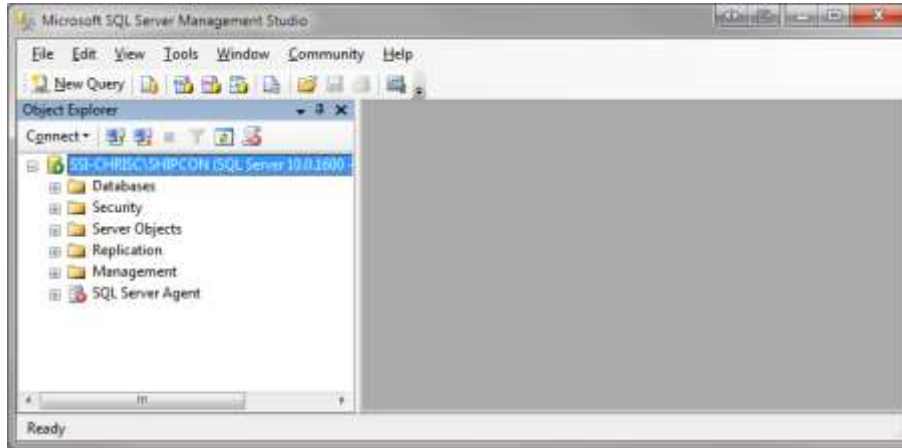 Microsoft SQL Server Management Studio
File Edit View Tools Window Community Help
New Query
Object Explorer
Connect
SSI-CHRISC\SHIPCON (SQL Server 10.0.1600 -
Databases
Security
Server Objects
Replication
Management
SQL Server Agent
Ready